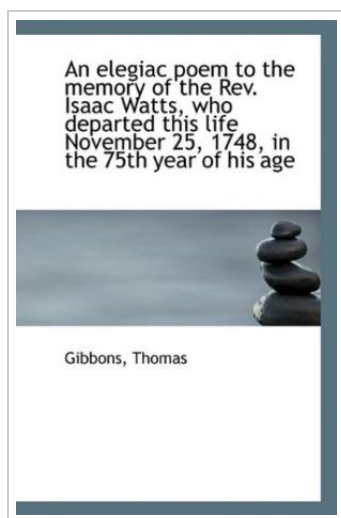 An elegiac poem to the
memory of the Rev.
Isaac Watts, who
departed this life
November 25, 1748, in
the 75th year of his age
Gibbons, Thomas